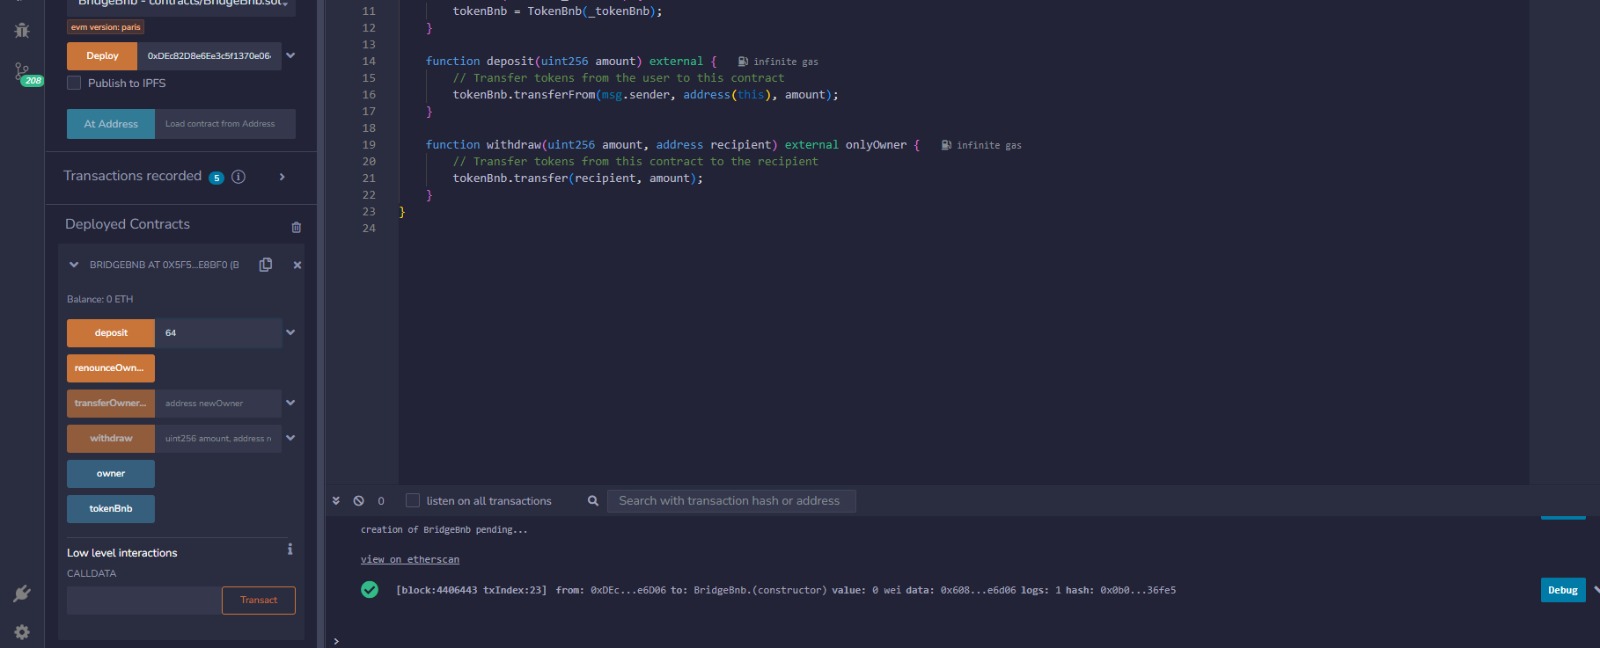 BridgeBnb - contracts/BridgeBnb.sol
evm version: paris
Deploy 0xDEc82D8e6Ee3c5f1370e06
Publish to IPFS
208
At Address Load contract from Address
Transactions recorded 5 i
Deployed Contracts
BRIDGEBNB AT 0X5F5...E8BF0 (B
Balance: 0 ETH
deposit 64
renounceOwn...
transferOwner... address newOwner
withdraw uint256 amount, address r
owner
tokenBnb
Low level interactions i
CALLDATA
Transact
11 tokenBnb = TokenBnb(_tokenBnb);
12 }
13
14 function deposit(uint256 amount) external { infinite gas
15 // Transfer tokens from the user to this contract
16 tokenBnb.transferFrom(msg.sender, address(this), amount);
17 }
18
19 function withdraw(uint256 amount, address recipient) external onlyOwner { infinite gas
20 // Transfer tokens from this contract to the recipient
21 tokenBnb.transfer(recipient, amount);
22 }
23 }
24
0 listen on all transactions Search with transaction hash or address
creation of BridgeBnb pending...
view on etherscan
[block:4406443 txIndex:23] from: 0xDEc...e6D06 to: BridgeBnb.(constructor) value: 0 wei data: 0x608...e6d06 logs: 1 hash: 0x0b0...36fe5
Debug
>